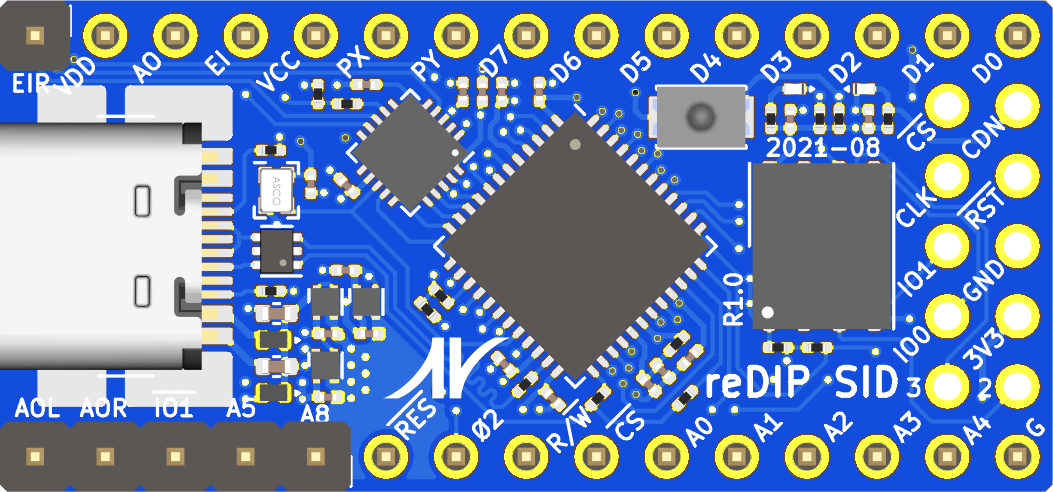 EIR VDD AO EI VCC PX PY D7 D6 D5 D4 D3 D2 D1 D0
2021-08
CS CDN
CLK RST
IO1 GND
IO0 3V3
R1.0
A3CO
reDIP SID 3 2
AOL AOR IO1 A5 A8 RES Ø2 R/W CS A0 A1 A2 A3 A4 G